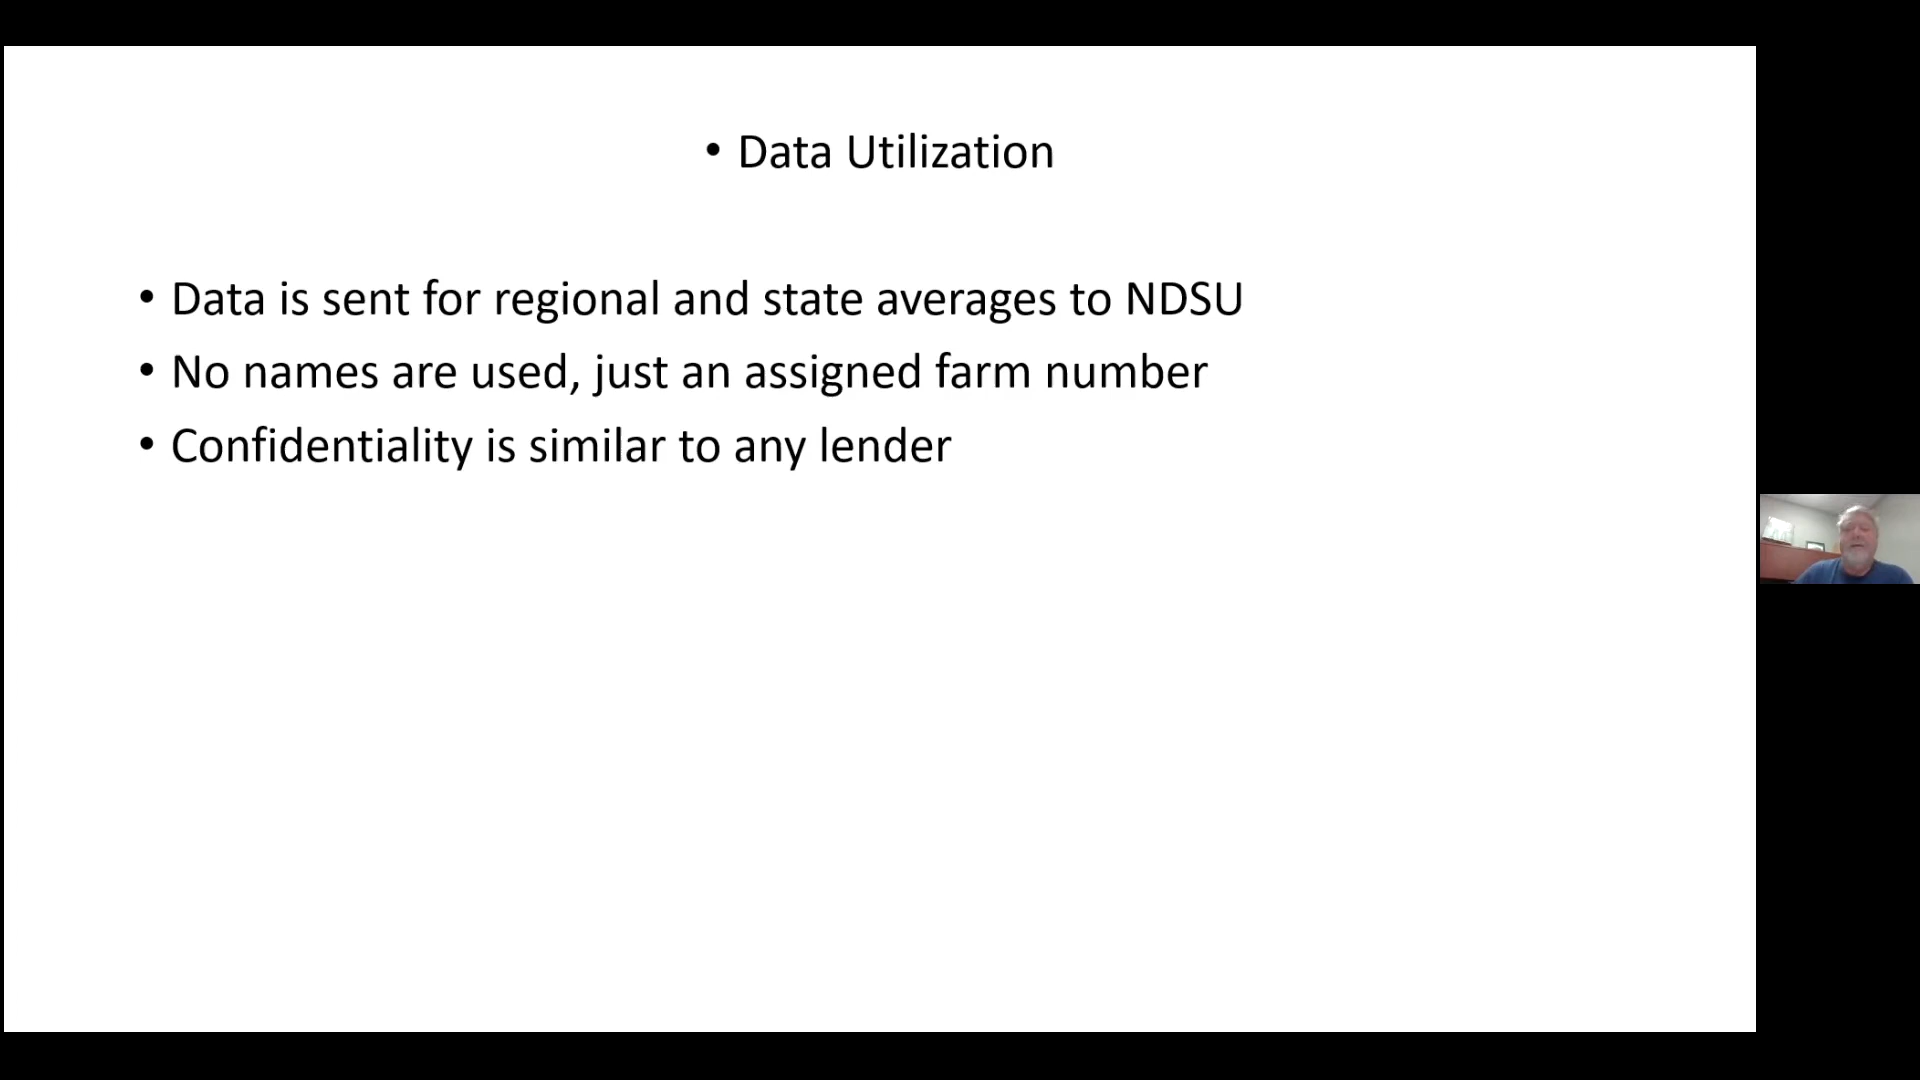 • Data Utilization
• Data is sent for regional and state averages to NDSU
• No names are used, just an assigned farm number
• Confidentiality is similar to any lender